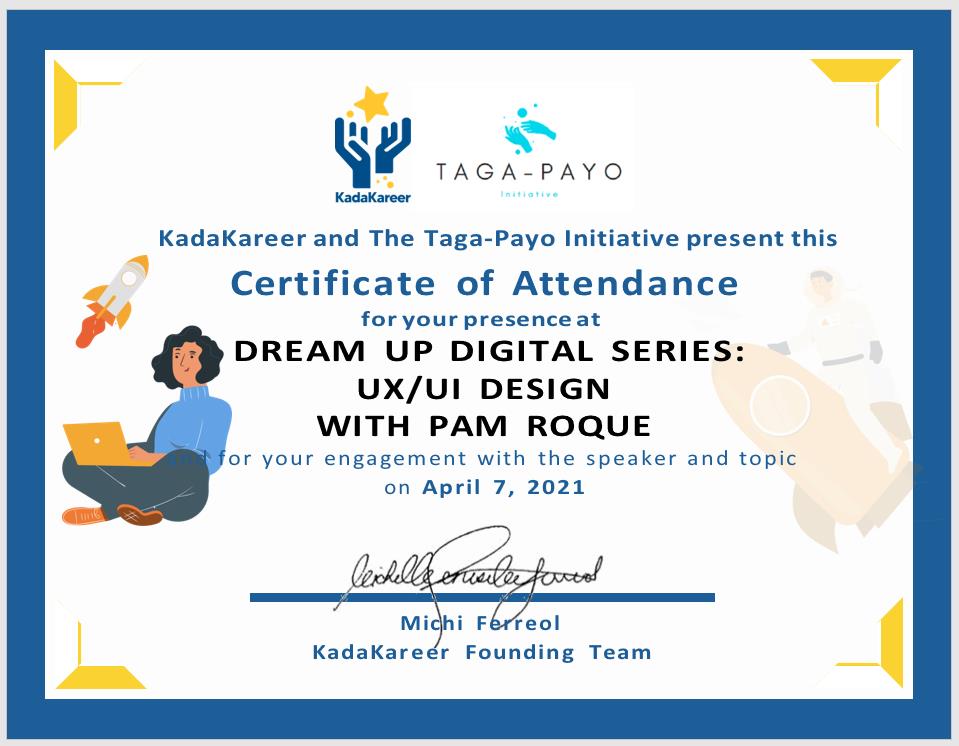 KadaKareer
TAGA-PAYO
Initiative
KadaKareer and The Taga-Payo Initiative present this
Certificate of Attendance
for your presence at
DREAM UP DIGITAL SERIES:
UX/UI DESIGN
WITH PAM ROQUE
and for your engagement with the speaker and topic
on April 7, 2021
Michi Ferreol
KadaKareer Founding Team